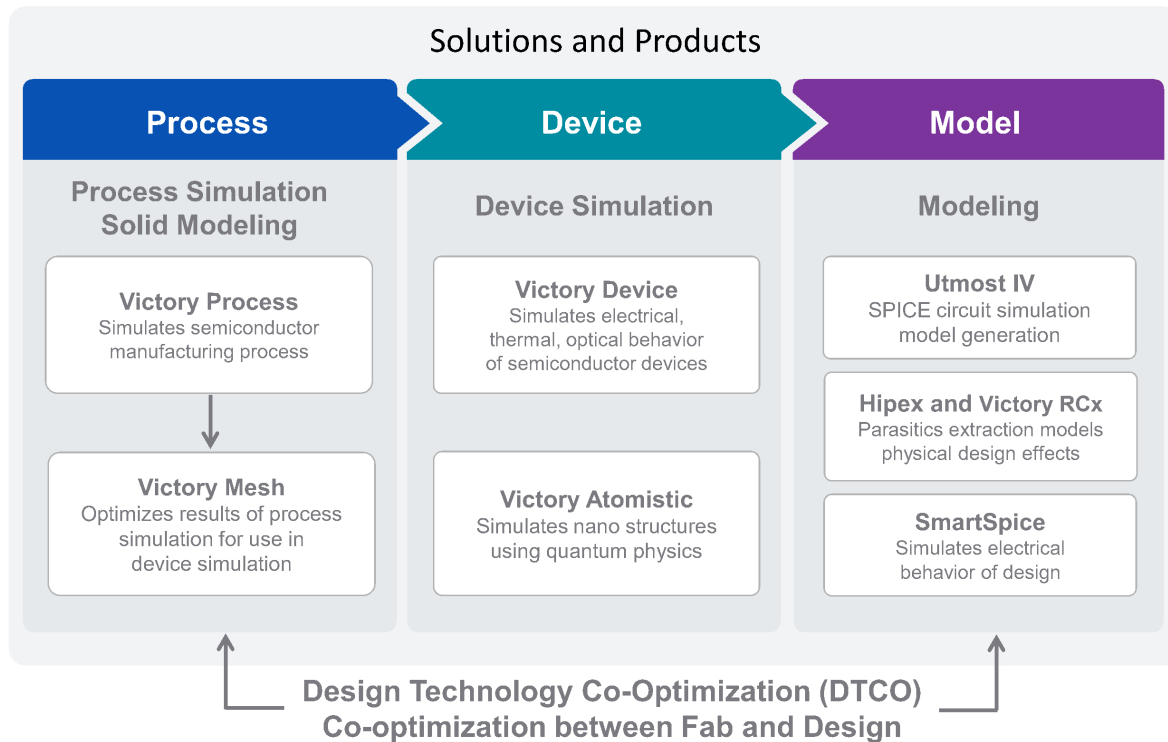 Solutions and Products
Process
Device
Model
Process Simulation
Solid Modeling
Victory Process
Simulates semiconductor
manufacturing process
Victory Mesh
Optimizes results of process
simulation for use in
device simulation
Device Simulation
Victory Device
Simulates electrical,
thermal, optical behavior
of semiconductor devices
Victory Atomistic
Simulates nano structures
using quantum physics
Modeling
Utmost IV
SPICE circuit simulation
model generation
Hipex and Victory RCx
Parasitics extraction models
physical design effects
SmartSpice
Simulates electrical
behavior of design
Design Technology Co-Optimization (DTCO)
Co-optimization between Fab and Design